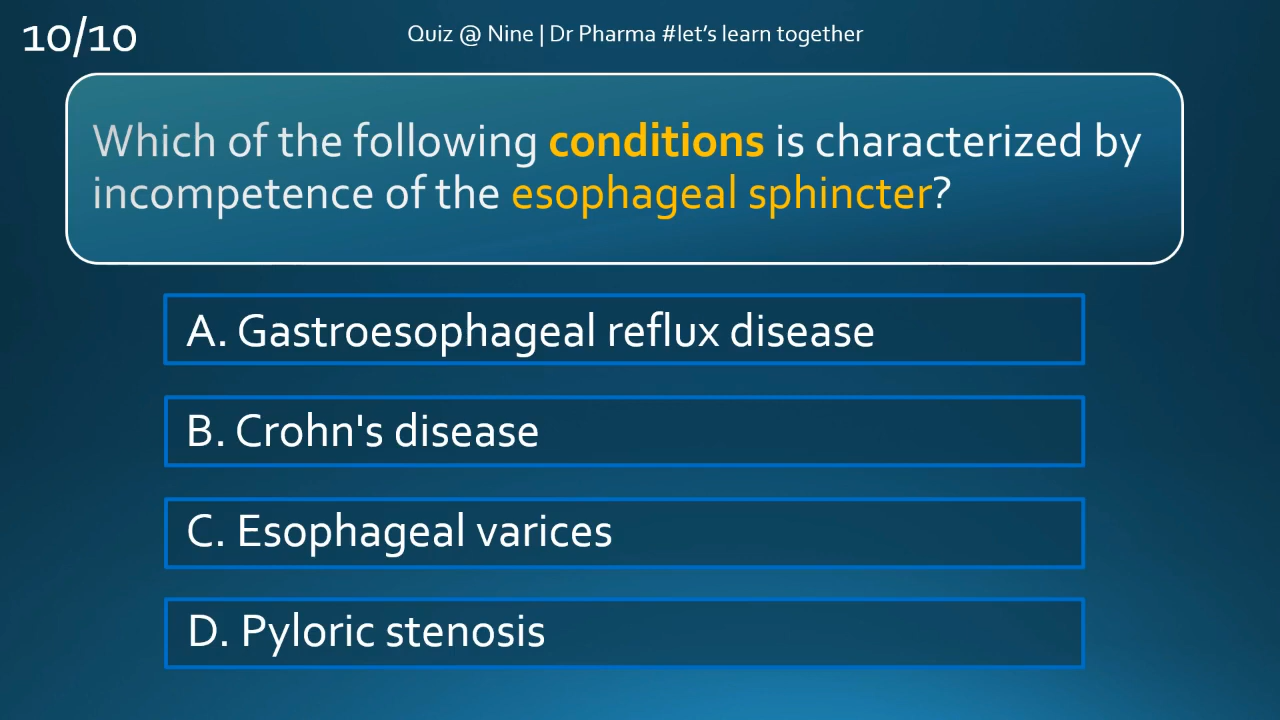 10/10
Quiz @ Nine | Dr Pharma #let’s learn together
Which of the following conditions is characterized by
incompetence of the esophageal sphincter?
A. Gastroesophageal reflux disease
B. Crohn's disease
C. Esophageal varices
D. Pyloric stenosis